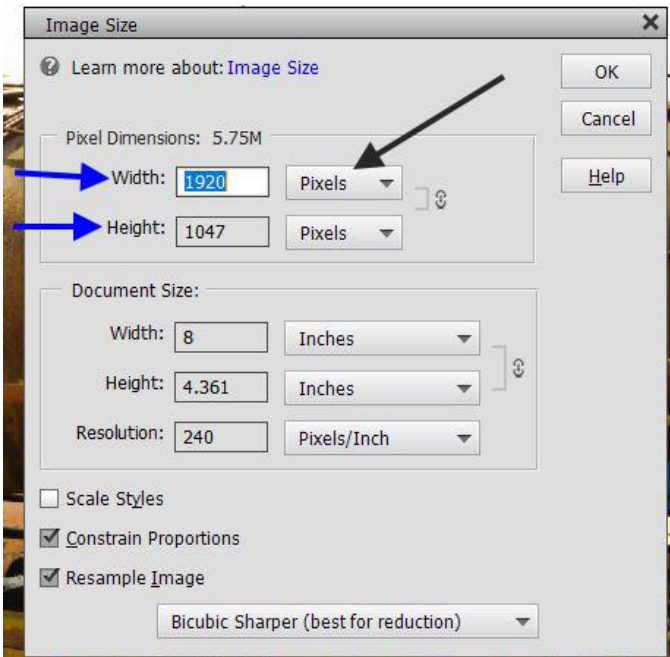 Image Size
Learn more about: Image Size
OK
Cancel
Help
Pixel Dimensions: 5.75M
Width: 1920 Pixels
Height: 1047 Pixels
Document Size:
Width: 8 Inches
Height: 4.361 Inches
Resolution: 240 Pixels/Inch
Scale Styles
Constrain Proportions
Resample Image
Bicubic Sharper (best for reduction)